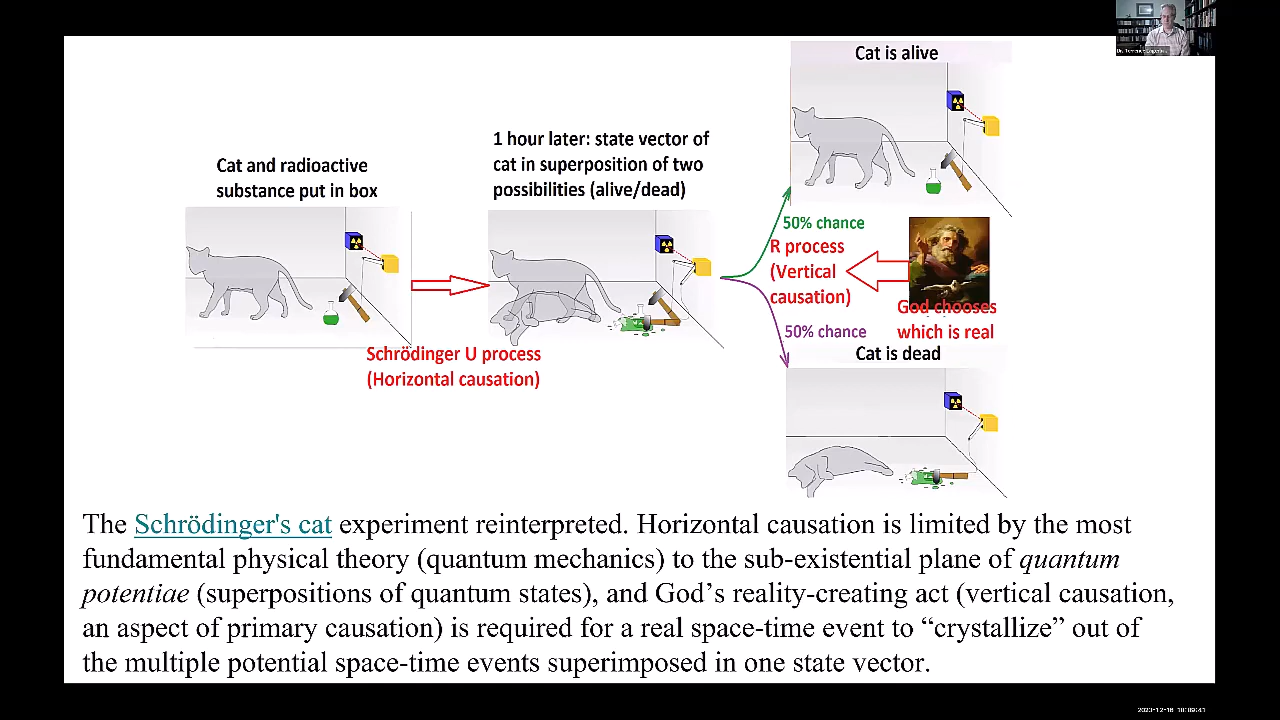 Cat is alive
1 hour later: state vector of
cat in superposition of two
possibilities (alive/dead)
Cat and radioactive
substance put in box
50% chance
R process
(Vertical
causation)
God chooses
which is real
50% chance
Cat is dead
Schrödinger U process
(Horizontal causation)
The Schrödinger's cat experiment reinterpreted. Horizontal causation is limited by the most
fundamental physical theory (quantum mechanics) to the sub-existential plane of quantum
potentiae (superpositions of quantum states), and God’s reality-creating act (vertical causation,
an aspect of primary causation) is required for a real space-time event to “crystallize” out of
the multiple potential space-time events superimposed in one state vector.